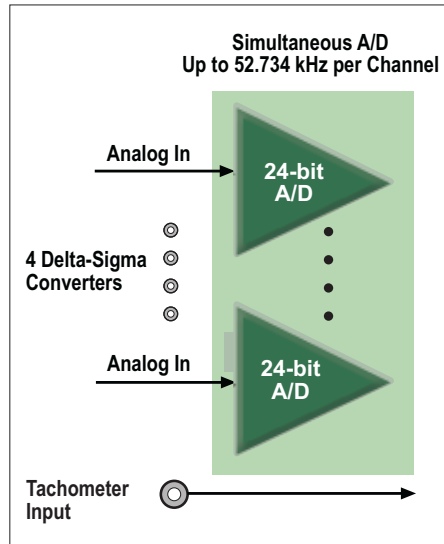 Simultaneous A/D
Up to 52.734 kHz per Channel
Analog In
24-bit
A/D
4 Delta-Sigma
Converters
Analog In
24-bit
A/D
Tachometer
Input